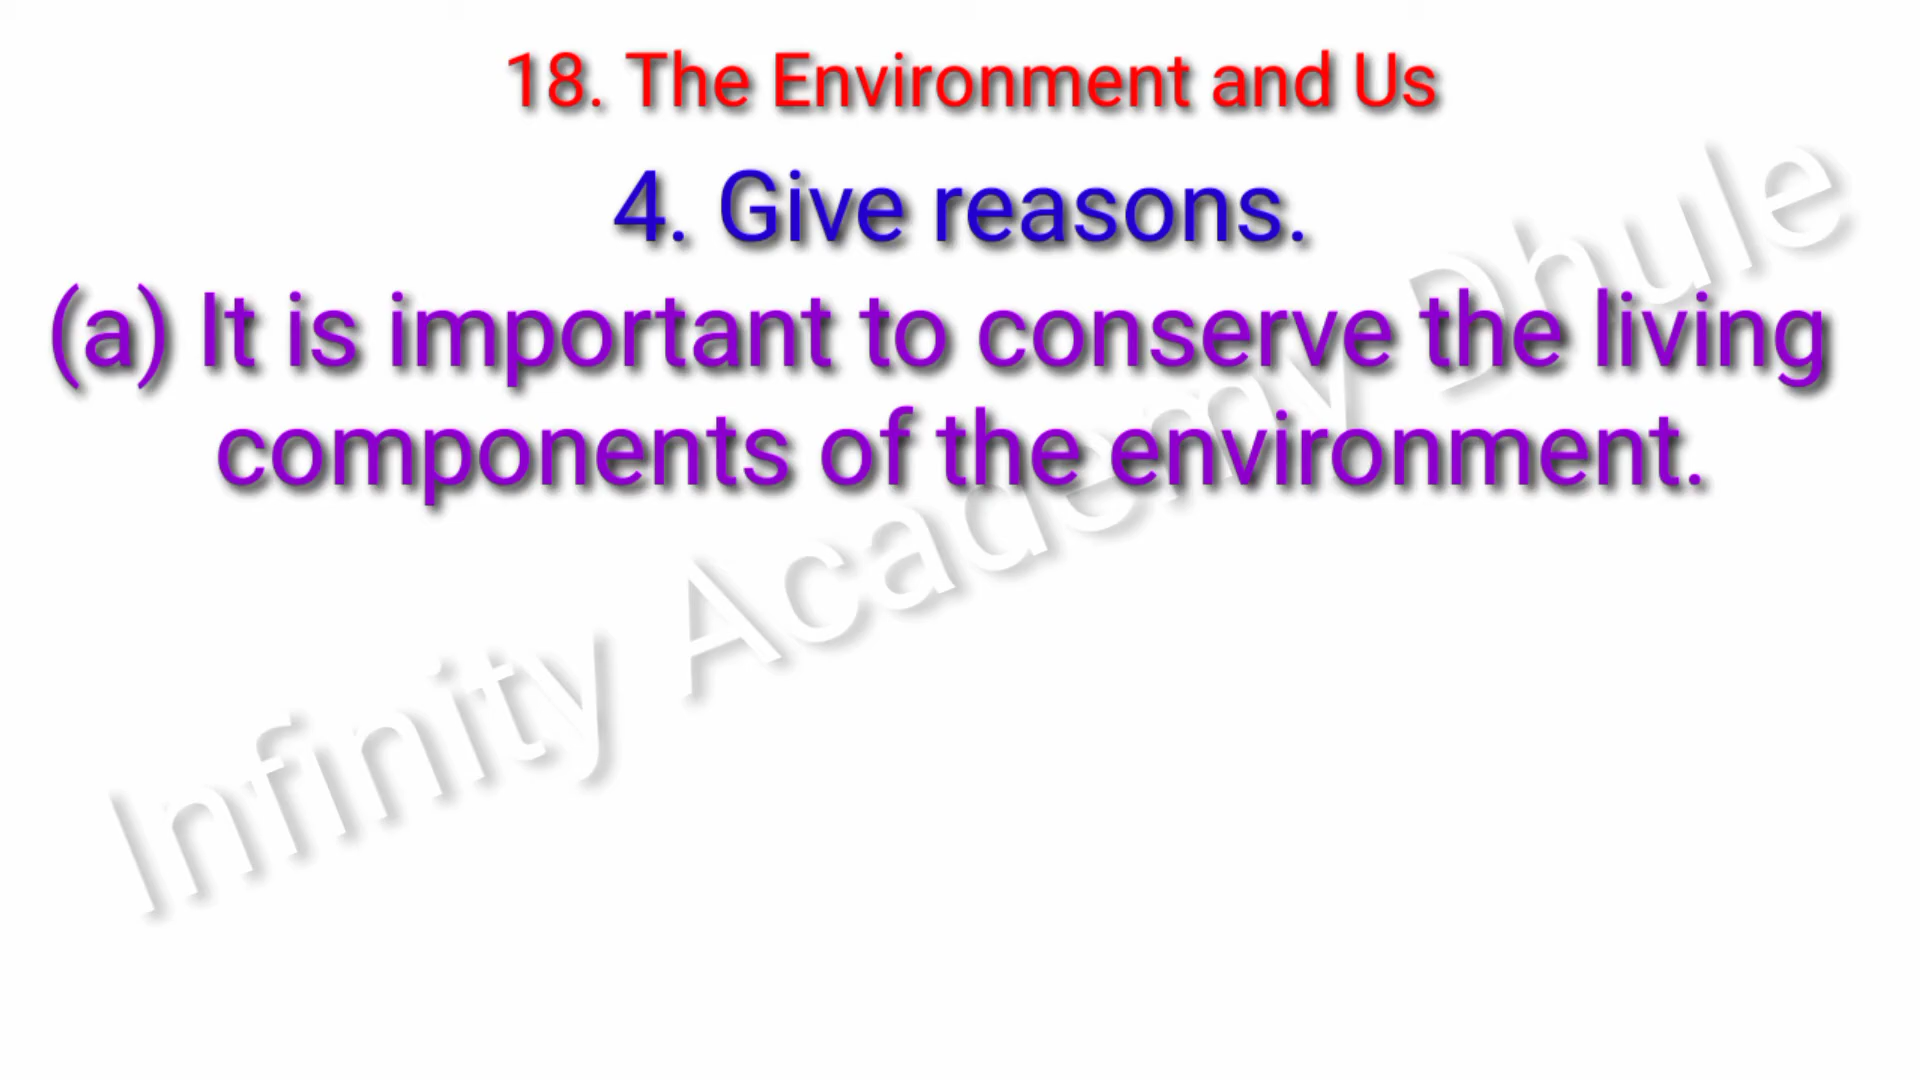 18. The Environment and Us
4. Give reasons.
(a) It is important to conserve the living
components of the environment.
Infinity Academy Dhule